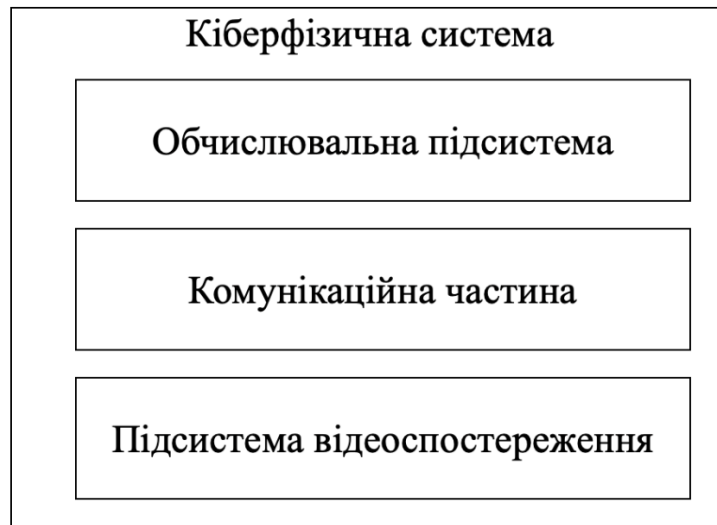 Кіберфізична система
Обчислювальна підсистема
Комунікаційна частина
Підсистема відеоспостереження